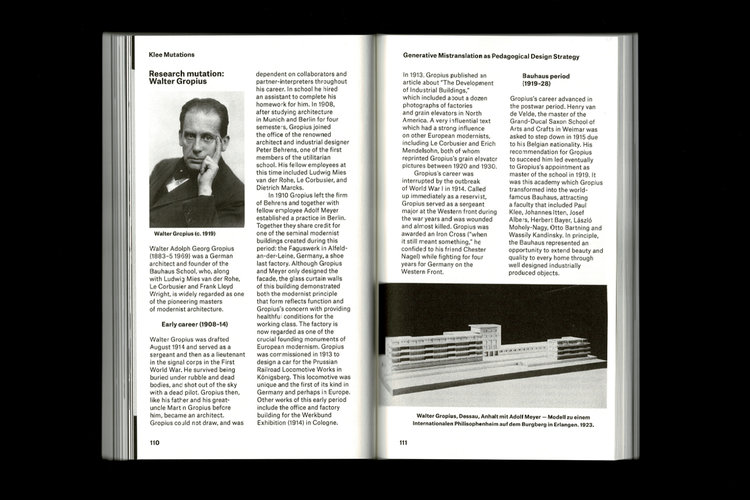 Klee Mutations
Research mutation:
Walter Gropius
Walter Gropius (c. 1919)
Walter Adolph Georg Gropius
(1883–5 1969) was a German
architect and founder of the
Bauhaus School, who, along
with Ludwig Mies van der Rohe,
Le Corbusier and Frank Lloyd
Wright, is widely regarded as one
of the pioneering masters
of modernist architecture.
Early career (1908–14)
Walter Gropius was drafted
August 1914 and served as a
sergeant and then as a lieutenant
in the signal corps in the First
World War. He survived being
buried under rubble and dead
bodies, and shot out of the sky
with a dead pilot. Gropius then,
like his father and his great-
uncle Martin Gropius before
him, became an architect.
Gropius could not draw, and was
110
dependent on collaborators and
partner-interpreters throughout
his career. In school he hired
an assistant to complete his
homework for him. In 1908,
after studying architecture
in Munich and Berlin for four
semesters, Gropius joined
the office of the renowned
architect and industrial designer
Peter Behrens, one of the first
members of the utilitarian
school. His fellow employees at
this time included Ludwig Mies
van der Rohe, Le Corbusier, and
Dietrich Marcks.
In 1910 Gropius left the firm
of Behrens and together with
fellow employee Adolf Meyer
established a practice in Berlin.
Together they share credit for
one of the seminal modernist
buildings created during this
period: the Faguswerk in Alfeld-
an-der-Leine, Germany, a shoe
last factory. Although Gropius
and Meyer only designed the
facade, the glass curtain walls
of this building demonstrated
both the modernist principle
that form reflects function and
Gropius's concern with providing
healthful conditions for the
working class. The factory is
now regarded as one of the
crucial founding monuments of
European modernism. Gropius
was commissioned in 1913 to
design a car for the Prussian
Railroad Locomotive Works in
Königsberg. This locomotive was
unique and the first of its kind in
Germany and perhaps in Europe.
Other works of this early period
include the office and factory
building for the Werkbund
Exhibition (1914) in Cologne.
Generative Mistranslation as Pedagogical Design Strategy
In 1913, Gropius published an
article about "The Development
of Industrial Buildings,"
which included about a dozen
photographs of factories
and grain elevators in North
America. A very influential text
which had a strong influence
on other European modernists,
including Le Corbusier and Erich
Mendelsohn, both of whom
reprinted Gropius's grain elevator
pictures between 1920 and 1930.
Gropius's career was
interrupted by the outbreak
of World War I in 1914. Called
up immediately as a reservist,
Gropius served as a sergeant
major at the Western front during
the war years and was wounded
and almost killed. Gropius was
awarded an Iron Cross ("when
it still meant something," he
confided to his friend Chester
Nagel) while fighting for four
years for Germany on the
Western Front.
Bauhaus period
(1919–28)
Gropius's career advanced in
the postwar period. Henry van
de Velde, the master of the
Grand-Ducal Saxon School of
Arts and Crafts in Weimar was
asked to step down in 1915 due
to his Belgian nationality. His
recommendation for Gropius
to succeed him led eventually
to Gropius's appointment as
master of the school in 1919. It
was this academy which Gropius
transformed into the world-
famous Bauhaus, attracting
a faculty that included Paul
Klee, Johannes Itten, Josef
Albers, Herbert Bayer, László
Moholy-Nagy, Otto Bartning and
Wassily Kandinsky. In principle,
the Bauhaus represented an
opportunity to extend beauty and
quality to every home through
well designed industrially
produced objects.
Walter Gropius, Dessau, Anhalt mit Adolf Meyer — Modell zu einem
Internationalen Philisophenheim auf dem Burgberg in Erlangen. 1923.
111